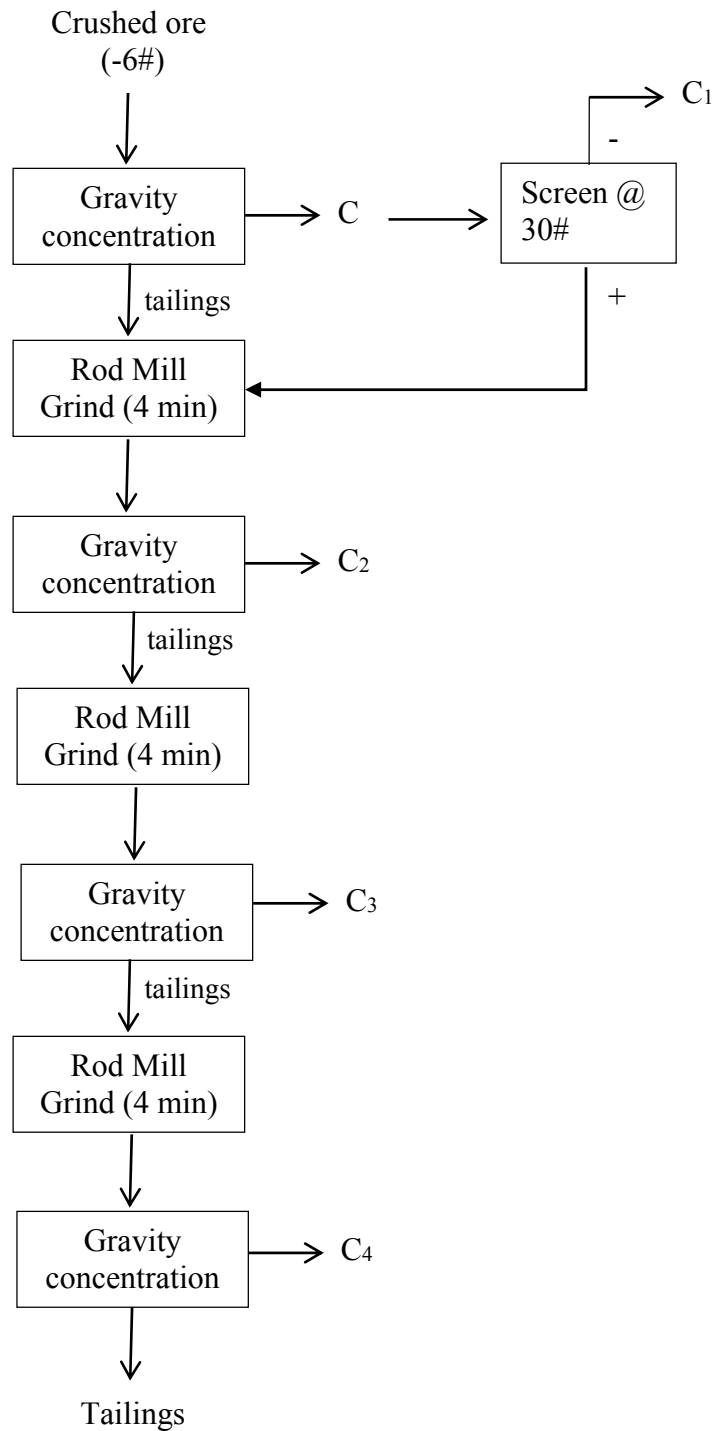 Crushed ore
(-6#)
C1
-
Gravity
concentration
C
Screen @
30#
tailings
+
Rod Mill
Grind (4 min)
Gravity
concentration
C2
tailings
Rod Mill
Grind (4 min)
Gravity
concentration
C3
tailings
Rod Mill
Grind (4 min)
Gravity
concentration
C4
Tailings